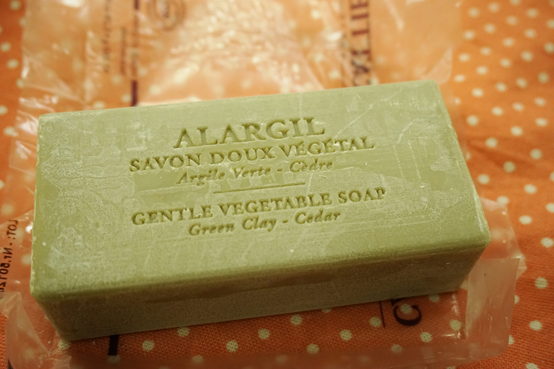 ALARGIL
SAVON DOUX VÉGÉTAL
Argile Verte - Cèdre
GENTLE VEGETABLE SOAP
Green Clay - Cedar